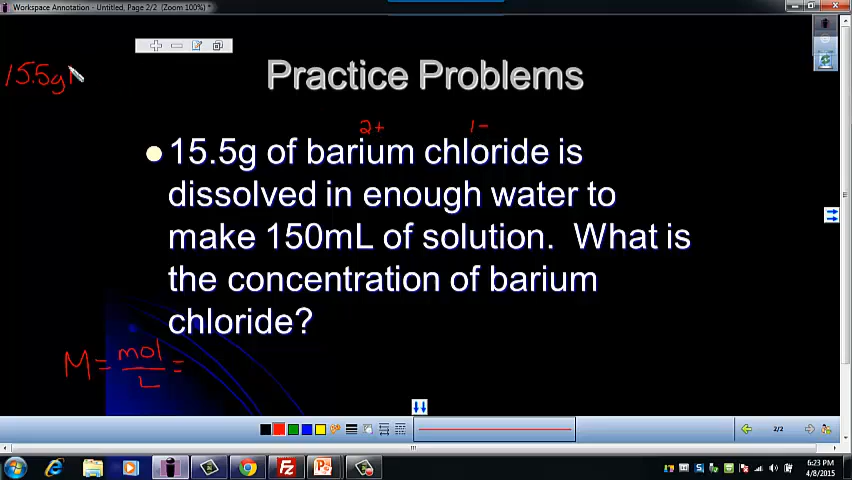 Workspace Annotation - Untitled, Page 2/2 (Zoom 100%)
15.5g
Practice Problems
2+ 1-
15.5g of barium chloride is
dissolved in enough water to
make 150mL of solution. What is
the concentration of barium
chloride?
M = mol/L =
2/2
6:23 PM
4/8/2015